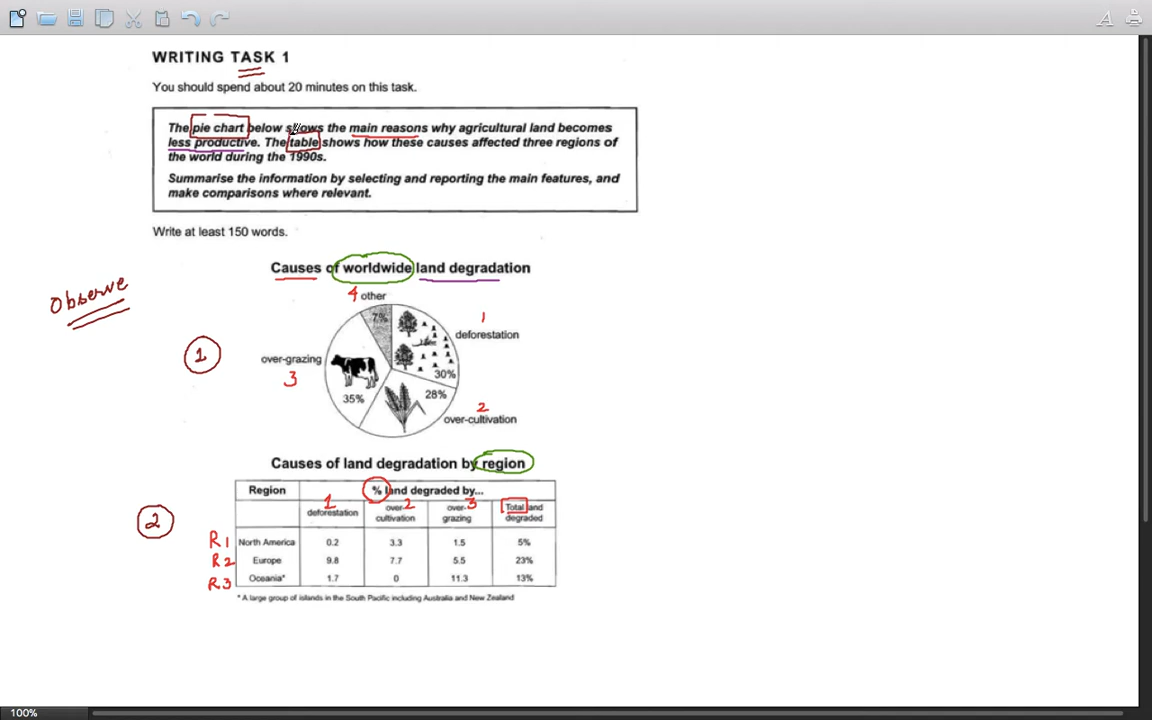 WRITING TASK 1
You should spend about 20 minutes on this task.
The pie chart below shows the main reasons why agricultural land becomes
less productive. The table shows how these causes affected three regions of
the world during the 1990s.
Summarise the information by selecting and reporting the main features, and
make comparisons where relevant.
Write at least 150 words.
Causes of worldwide land degradation
Observe
4 other
7%
1
deforestation
1
over-grazing
3
30%
35%
28%
2
over-cultivation
Causes of land degradation by region
Region % land degraded by...
1 deforestation
over-2 cultivation
over-3 grazing
Total land degraded
2
R1 North America 0.2 3.3 1.5 5%
R2 Europe 9.8 7.7 5.5 23%
R3 Oceania* 1.7 0 11.3 13%
* A large group of islands in the South Pacific including Australia and New Zealand
100%